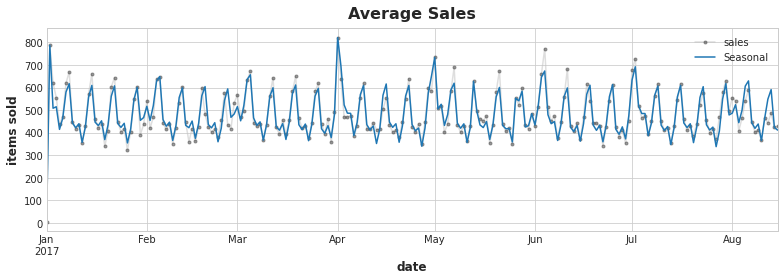 Average Sales
sales
Seasonal
items sold
800
700
600
500
400
300
200
100
0
Jan
2017
Feb
Mar
Apr
May
Jun
Jul
Aug
date